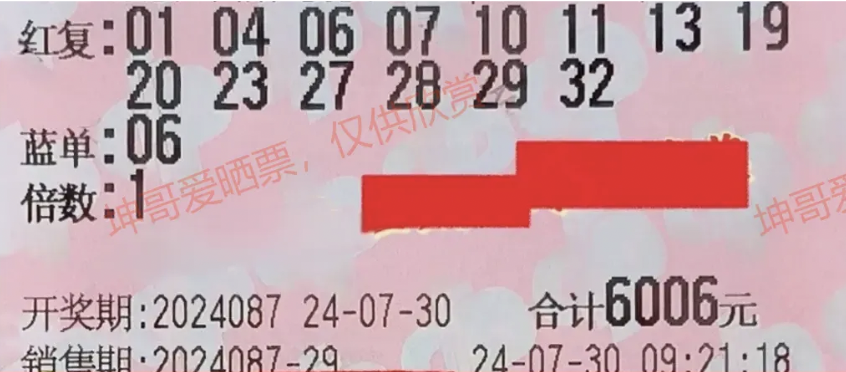 红复:01 04 06 07 10 11 13 19
20 23 27 28 29 32
蓝单:06
倍数:1
坤哥爱晒票，仅供欣赏
坤哥爱
开奖期:2024087 24-07-30 合计6006元
销售期:2024087-29 24-07-30 09:21:18